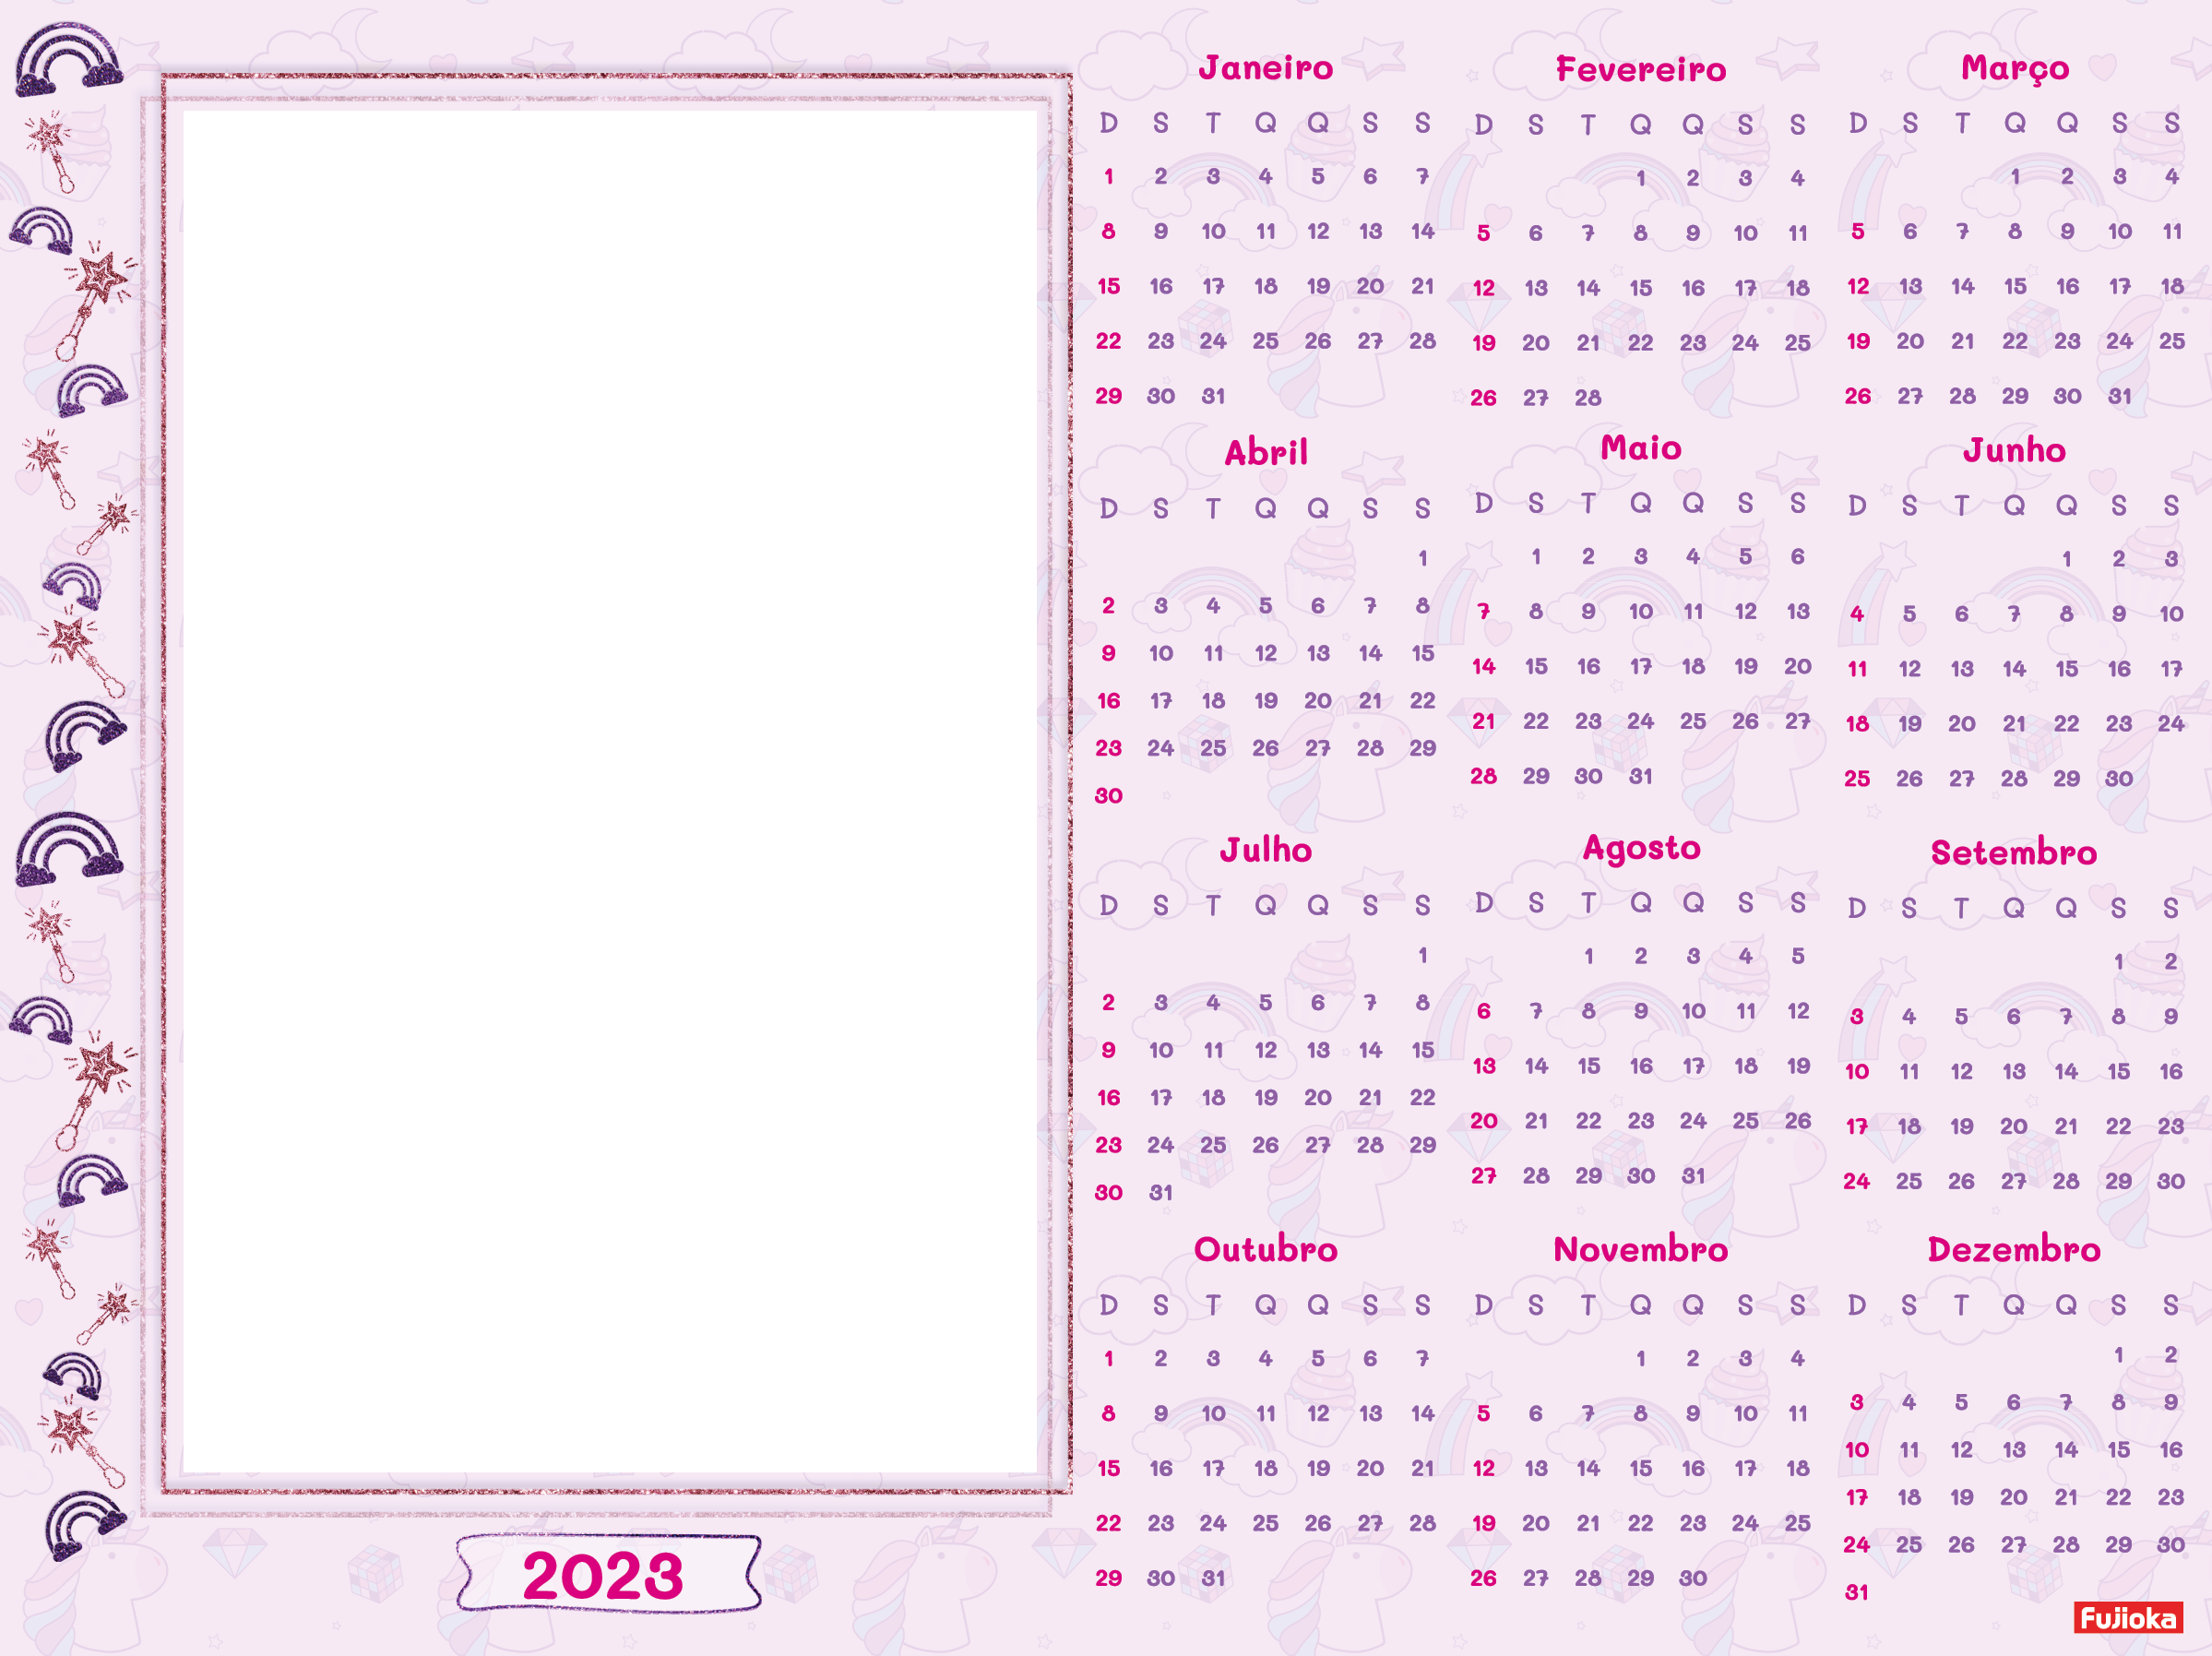 Janeiro
D S T Q Q S S
1 2 3 4 5 6 7
8 9 10 11 12 13 14
15 16 17 18 19 20 21
22 23 24 25 26 27 28
29 30 31
Fevereiro
D S T Q Q S S
1 2 3 4
5 6 7 8 9 10 11
12 13 14 15 16 17 18
19 20 21 22 23 24 25
26 27 28
Março
D S T Q Q S S
1 2 3 4
5 6 7 8 9 10 11
12 13 14 15 16 17 18
19 20 21 22 23 24 25
26 27 28 29 30 31
Abril
D S T Q Q S S
1
2 3 4 5 6 7 8
9 10 11 12 13 14 15
16 17 18 19 20 21 22
23 24 25 26 27 28 29
30
Maio
D S T Q Q S S
1 2 3 4 5 6
7 8 9 10 11 12 13
14 15 16 17 18 19 20
21 22 23 24 25 26 27
28 29 30 31
Junho
D S T Q Q S S
1 2 3
4 5 6 7 8 9 10
11 12 13 14 15 16 17
18 19 20 21 22 23 24
25 26 27 28 29 30
Julho
D S T Q Q S S
1
2 3 4 5 6 7 8
9 10 11 12 13 14 15
16 17 18 19 20 21 22
23 24 25 26 27 28 29
30 31
Agosto
D S T Q Q S S
1 2 3 4 5
6 7 8 9 10 11 12
13 14 15 16 17 18 19
20 21 22 23 24 25 26
27 28 29 30 31
Setembro
D S T Q Q S S
1 2
3 4 5 6 7 8 9
10 11 12 13 14 15 16
17 18 19 20 21 22 23
24 25 26 27 28 29 30
Outubro
D S T Q Q S S
1 2 3 4 5 6 7
8 9 10 11 12 13 14
15 16 17 18 19 20 21
22 23 24 25 26 27 28
29 30 31
Novembro
D S T Q Q S S
1 2 3 4
5 6 7 8 9 10 11
12 13 14 15 16 17 18
19 20 21 22 23 24 25
26 27 28 29 30
Dezembro
D S T Q Q S S
1 2
3 4 5 6 7 8 9
10 11 12 13 14 15 16
17 18 19 20 21 22 23
24 25 26 27 28 29 30
31
2023
Fujioka